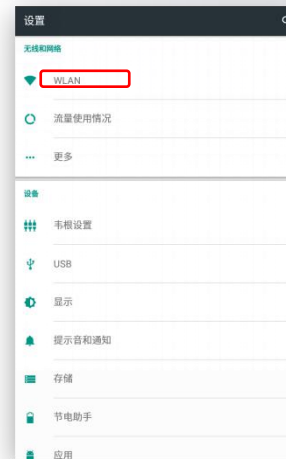 设置
无线和网络
WLAN
流量使用情况
更多
设备
韦根设置
USB
显示
提示音和通知
存储
节电助手
应用